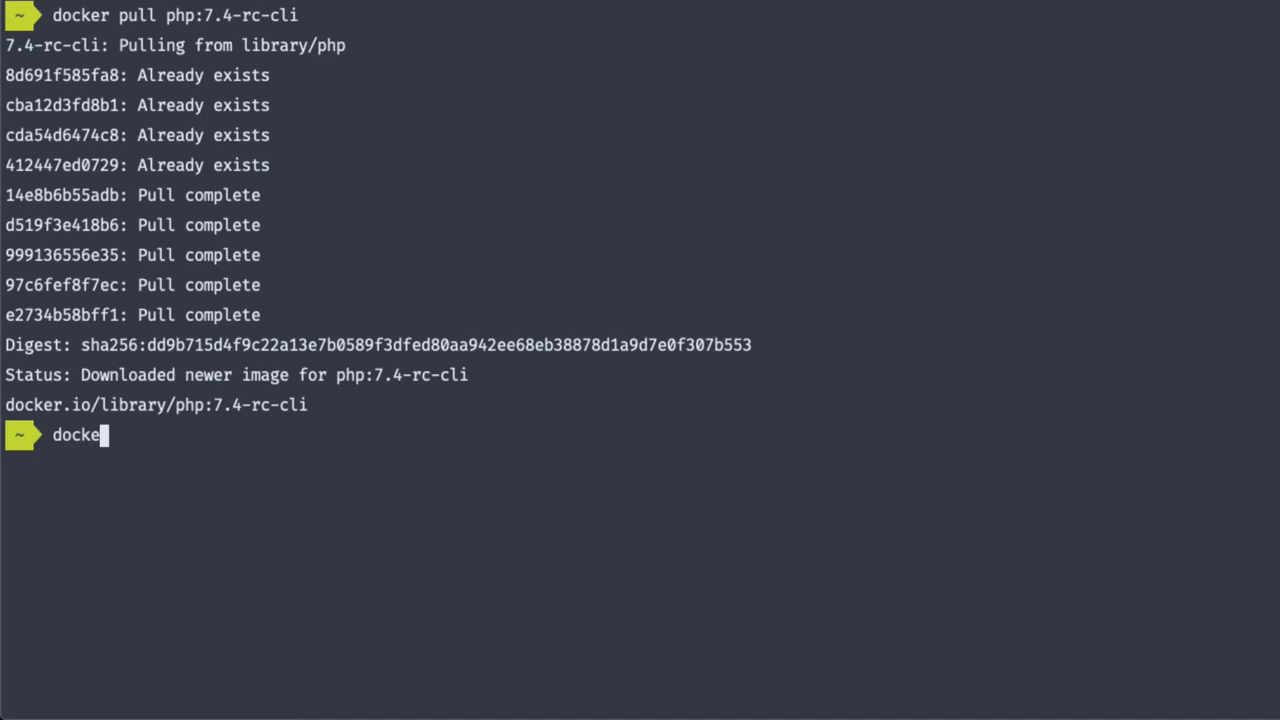 ~ docker pull php:7.4-rc-cli
7.4-rc-cli: Pulling from library/php
8d691f585fa8: Already exists
cba12d3fd8b1: Already exists
cda54d6474c8: Already exists
412447ed0729: Already exists
14e8b6b55adb: Pull complete
d519f3e418b6: Pull complete
999136556e35: Pull complete
97c6fef8f7ec: Pull complete
e2734b58bff1: Pull complete
Digest: sha256:dd9b715d4f9c22a13e7b0589f3dfed80aa942ee68eb38878d1a9d7e0f307b553
Status: Downloaded newer image for php:7.4-rc-cli
docker.io/library/php:7.4-rc-cli
~ docke